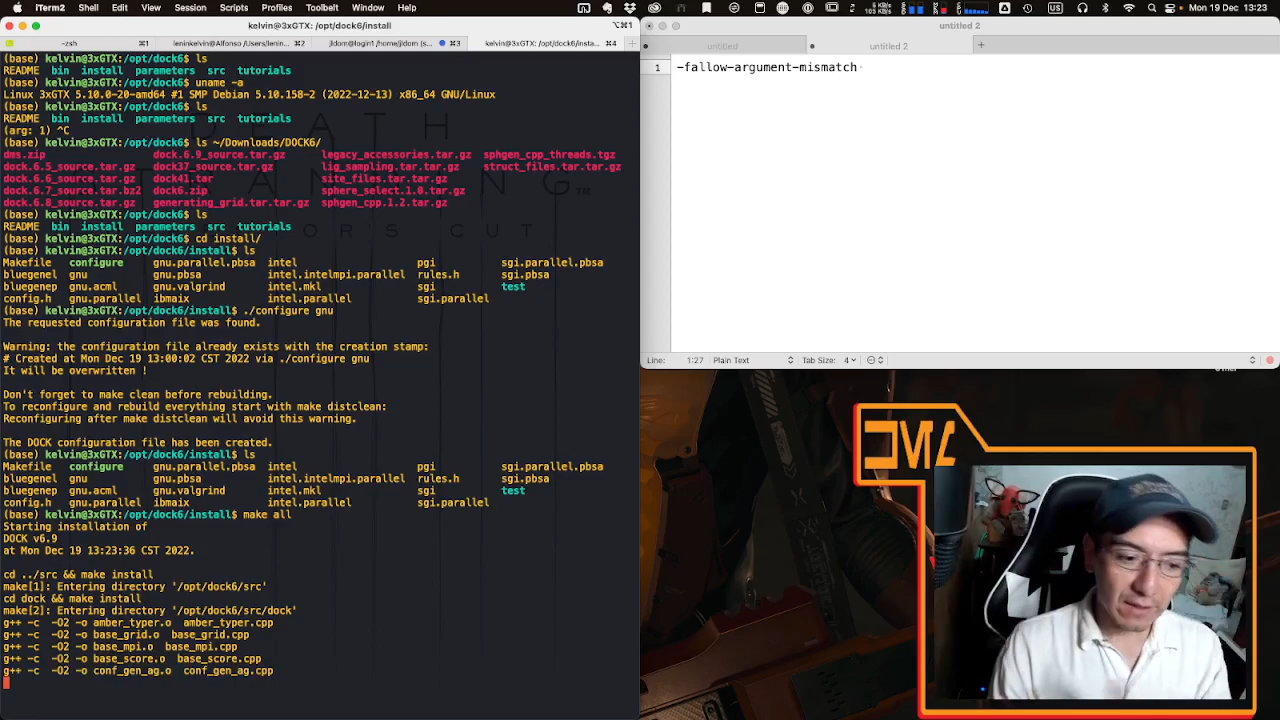 iTerm2 Shell Edit View Session Scripts Profiles Toolbelt Window Help
US Mon 19 Dec 13:23
kelvin@3xGTX: /opt/dock6/install
⌥⌘1
-zsh ⌘1 leninkelvin@Alfonso /Users/lenin... ⌘2 jldom@login1:/home/jldom (s... ⌘3 kelvin@3xGTX: /opt/dock6/insta... ⌘4
(base) kelvin@3xGTX:/opt/dock6$ ls
README bin install parameters src tutorials
(base) kelvin@3xGTX:/opt/dock6$ uname -a
Linux 3xGTX 5.10.0-20-amd64 #1 SMP Debian 5.10.158-2 (2022-12-13) x86_64 GNU/Linux
(base) kelvin@3xGTX:/opt/dock6$ ls
README bin install parameters src tutorials
(arg: 1) ^C
(base) kelvin@3xGTX:/opt/dock6$ ls ~/Downloads/DOCK6/
dms.zip dock.6.9_source.tar.gz legacy_accessories.tar.gz sphgen_cpp_threads.tgz
dock.6.5_source.tar.gz dock37_source.tar.gz lig_sampling.tar.tar.gz struct_files.tar.tar.gz
dock.6.6_source.tar.gz dock41.tar site_files.tar.tar.gz
dock.6.7_source.tar.bz2 dock6.zip sphere_select.1.0.tar.gz
dock.6.8_source.tar.gz generating_grid.tar.tar.gz sphgen_cpp.1.2.tar.gz
(base) kelvin@3xGTX:/opt/dock6$ ls
README bin install parameters src tutorials
(base) kelvin@3xGTX:/opt/dock6$ cd install/
(base) kelvin@3xGTX:/opt/dock6/install$ ls
Makefile configure gnu.parallel.pbsa intel pgi sgi.parallel.pbsa
bluegenel gnu gnu.pbsa intel.intelmpi.parallel rules.h sgi.pbsa
bluegenep gnu.acml gnu.valgrind intel.mkl sgi test
config.h gnu.parallel ibmaix intel.parallel sgi.parallel
(base) kelvin@3xGTX:/opt/dock6/install$ ./configure gnu
The requested configuration file was found.
Warning: the configuration file already exists with the creation stamp:
# Created at Mon Dec 19 13:00:02 CST 2022 via ./configure gnu
It will be overwritten !
Don't forget to make clean before rebuilding.
To reconfigure and rebuild everything start with make distclean:
Reconfiguring after make distclean will avoid this warning.
The DOCK configuration file has been created.
(base) kelvin@3xGTX:/opt/dock6/install$ ls
Makefile configure gnu.parallel.pbsa intel pgi sgi.parallel.pbsa
bluegenel gnu gnu.pbsa intel.intelmpi.parallel rules.h sgi.pbsa
bluegenep gnu.acml gnu.valgrind intel.mkl sgi test
config.h gnu.parallel ibmaix intel.parallel sgi.parallel
(base) kelvin@3xGTX:/opt/dock6/install$ make all
Starting installation of
DOCK v6.9
at Mon Dec 19 13:23:36 CST 2022.
cd ../src && make install
make[1]: Entering directory '/opt/dock6/src'
cd dock && make install
make[2]: Entering directory '/opt/dock6/src/dock'
g++ -c -O2 -o amber_typer.o amber_typer.cpp
g++ -c -O2 -o base_grid.o base_grid.cpp
g++ -c -O2 -o base_mpi.o base_mpi.cpp
g++ -c -O2 -o base_score.o base_score.cpp
g++ -c -O2 -o conf_gen_ag.o conf_gen_ag.cpp
untitled 2
untitled untitled 2
1 -fallow-argument-mismatch
Line: 1:27 Plain Text Tab Size: 4